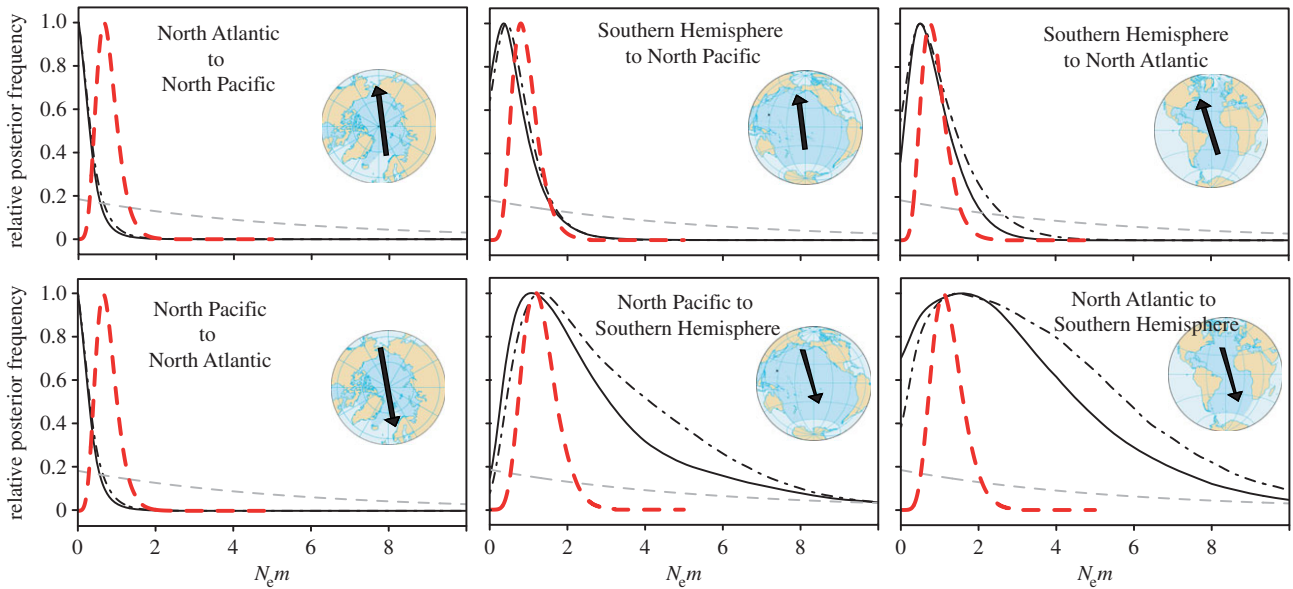 relative posterior frequency
1.0
0.8
0.6
0.4
0.2
0
North Atlantic
to
North Pacific
Southern Hemisphere
to North Pacific
Southern Hemisphere
to North Atlantic
relative posterior frequency
1.0
0.8
0.6
0.4
0.2
0
North Pacific
to
North Atlantic
North Pacific to
Southern Hemisphere
North Atlantic to
Southern Hemisphere
0 2 4 6 8
0 2 4 6 8
0 2 4 6 8
Nem
Nem
Nem